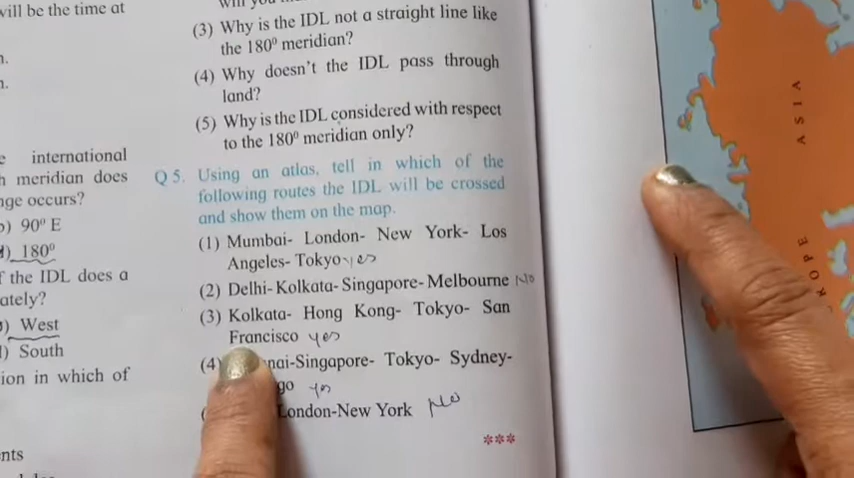 will be the time at
n.
n.
international
h meridian does
nge occurs?
b) 90⁰ E
d) 180⁰
f the IDL does a
ately?
) West
) South
ion in which of
nts
will you
(3) Why is the IDL not a straight line like
the 180⁰ meridian?
(4) Why doesn't the IDL pass through
land?
(5) Why is the IDL considered with respect
to the 180⁰ meridian only?
Q 5. Using an atlas, tell in which of the
following routes the IDL will be crossed
and show them on the map.
(1) Mumbai- London- New York- Los
Angeles- Tokyo yes
(2) Delhi- Kolkata- Singapore- Melbourne No
(3) Kolkata- Hong Kong- Tokyo- San
Francisco yes
(4) nai-Singapore- Tokyo- Sydney-
go yes
London-New York No
***
ASIA
OPE